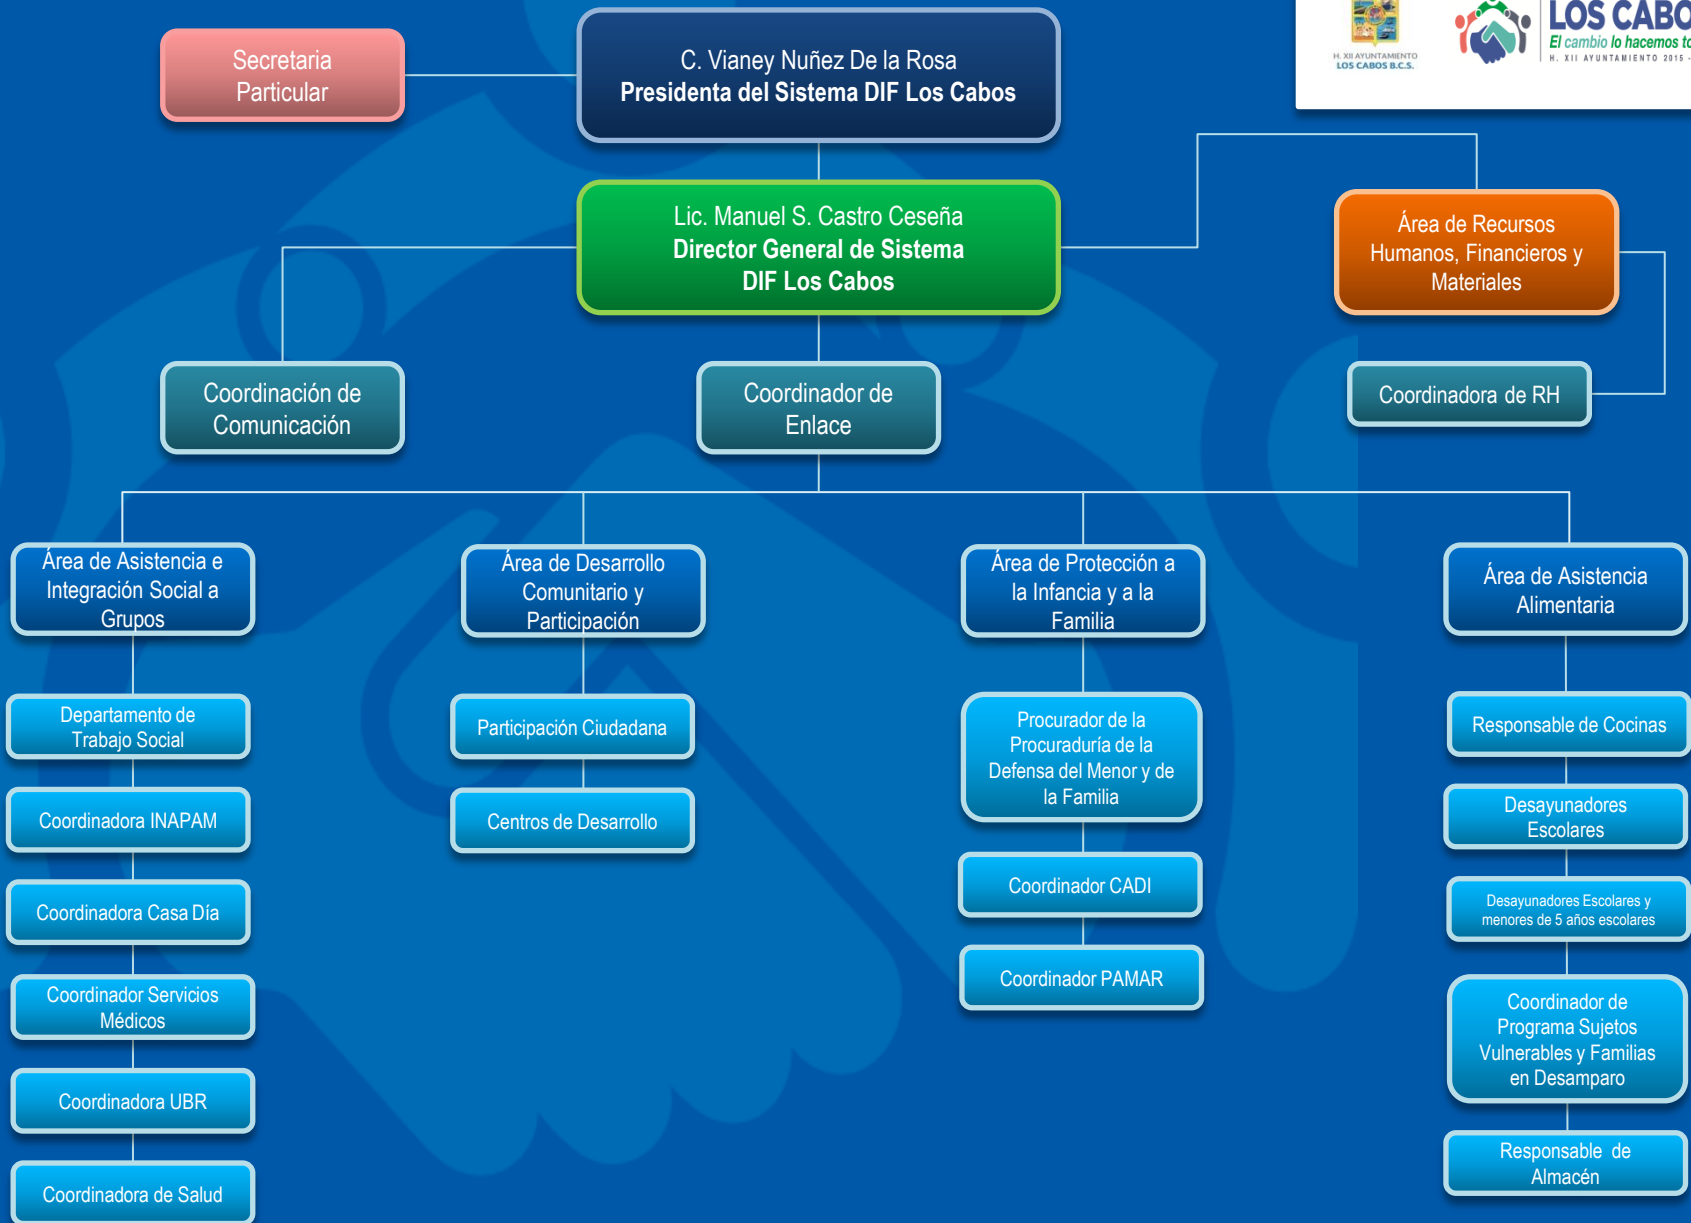 H. XII AYUNTAMIENTO
LOS CABOS B.C.S.
LOS CABO
El cambio lo hacemos to
H. XII AYUNTAMIENTO 2015 -
Secretaria
Particular
C. Vianey Nuñez De la Rosa
Presidenta del Sistema DIF Los Cabos
Lic. Manuel S. Castro Ceseña
Director General de Sistema
DIF Los Cabos
Área de Recursos
Humanos, Financieros y
Materiales
Coordinación de
Comunicación
Coordinador de
Enlace
Coordinadora de RH
Área de Asistencia e
Integración Social a
Grupos
Área de Desarrollo
Comunitario y
Participación
Área de Protección a
la Infancia y a la
Familia
Área de Asistencia
Alimentaria
Departamento de
Trabajo Social
Coordinadora INAPAM
Coordinadora Casa Día
Coordinador Servicios
Médicos
Coordinadora UBR
Coordinadora de Salud
Participación Ciudadana
Centros de Desarrollo
Procurador de la
Procuraduría de la
Defensa del Menor y de
la Familia
Coordinador CADI
Coordinador PAMAR
Responsable de Cocinas
Desayunadores
Escolares
Desayunadores Escolares y
menores de 5 años escolares
Coordinador de
Programa Sujetos
Vulnerables y Familias
en Desamparo
Responsable de
Almacén